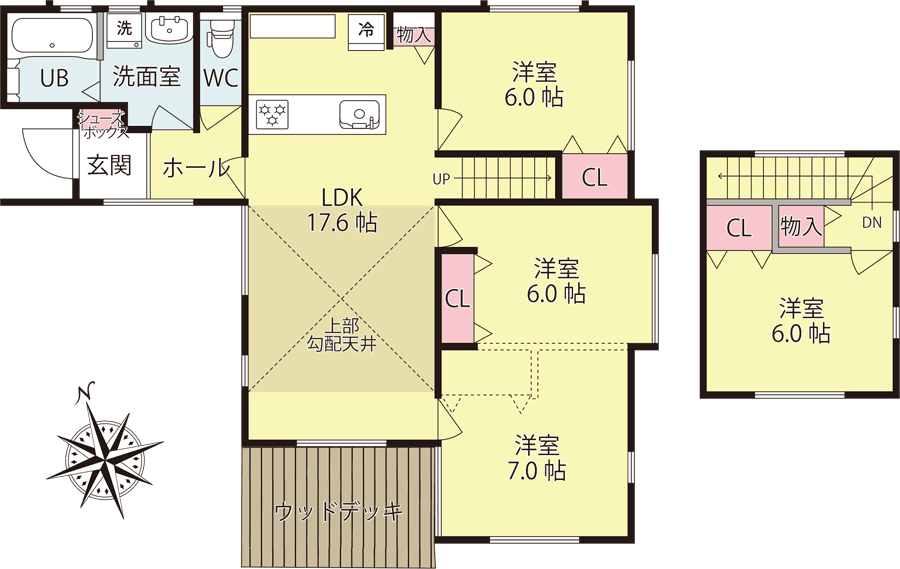 洗
冷
物入
UB
洗面室
WC
洋室
6.0 帖
シューズ
ボックス
玄関
ホール
UP
CL
LDK
17.6 帖
CL
物入
DN
洋室
6.0 帖
CL
上部
勾配天井
洋室
6.0 帖
洋室
7.0 帖
N
ウッドデッキ